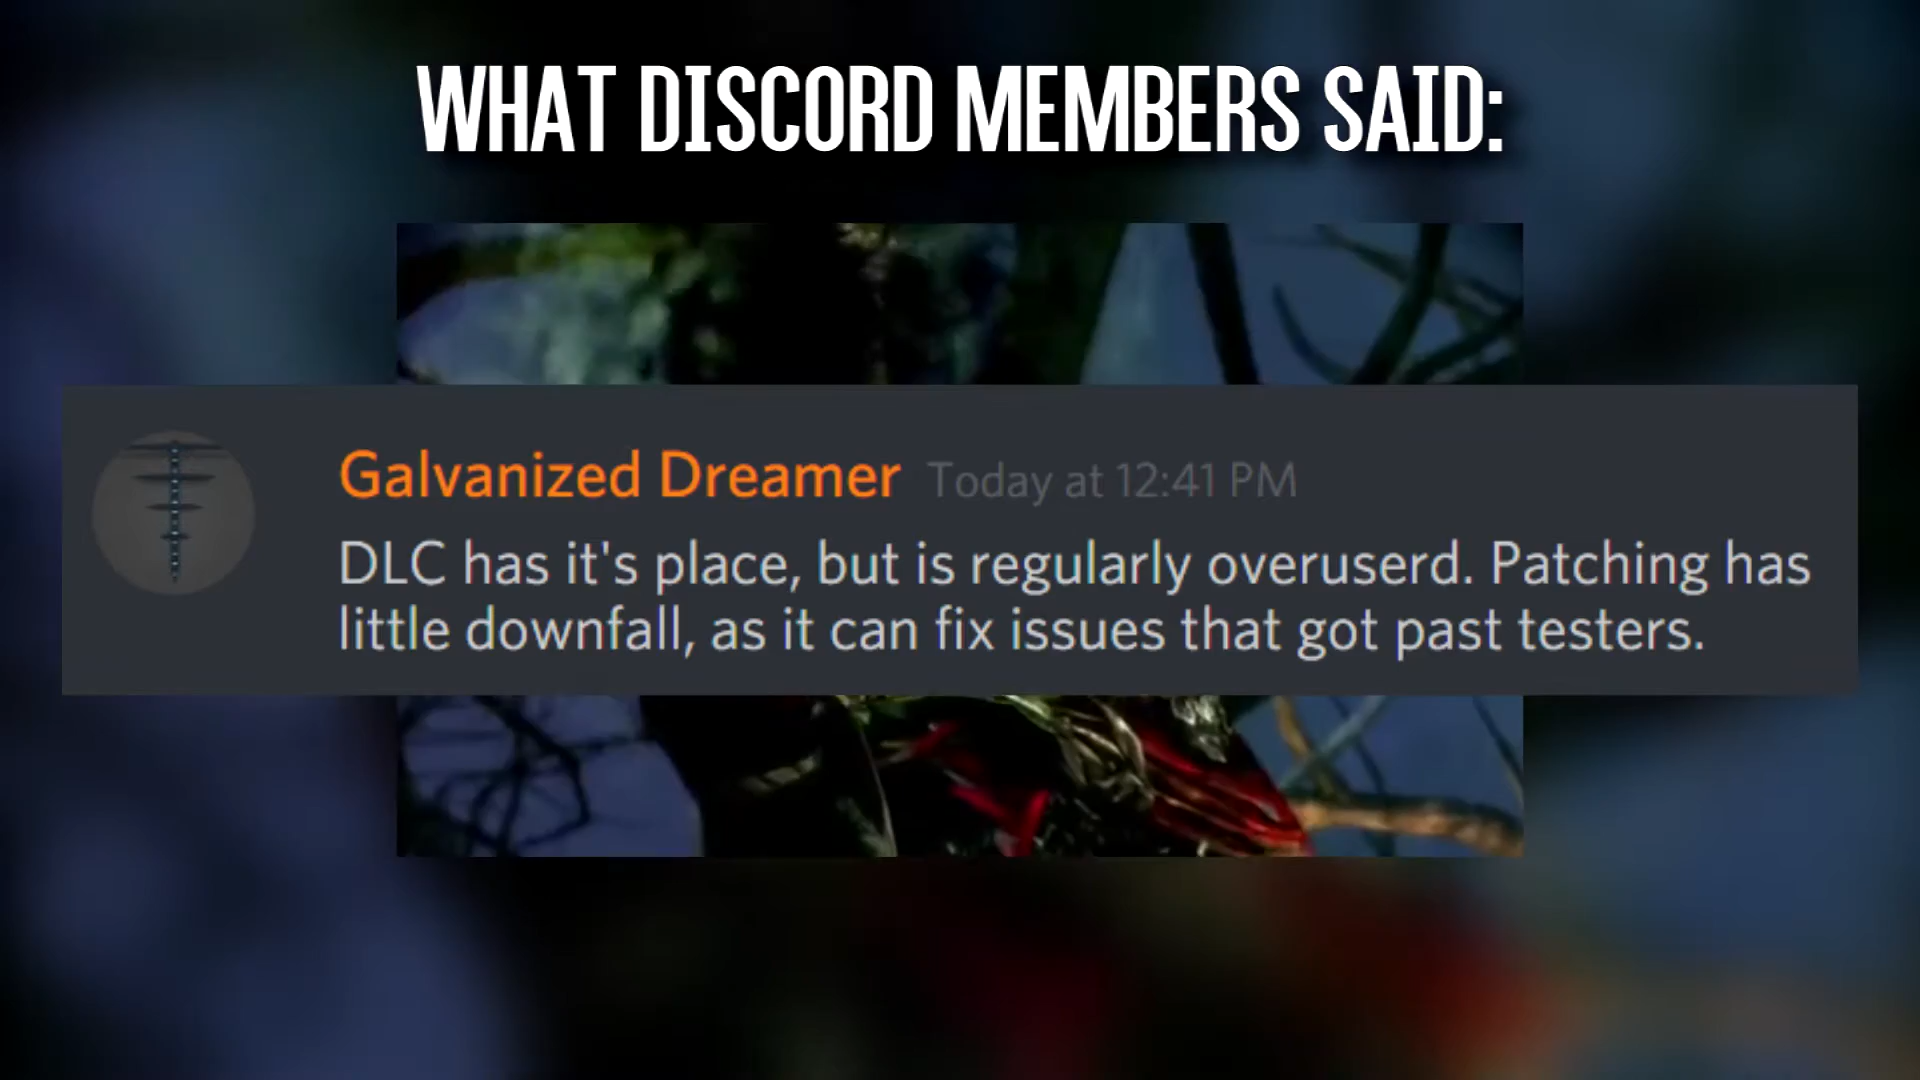 WHAT DISCORD MEMBERS SAID:
Galvanized Dreamer Today at 12:41 PM
DLC has it's place, but is regularly overuserd. Patching has
little downfall, as it can fix issues that got past testers.